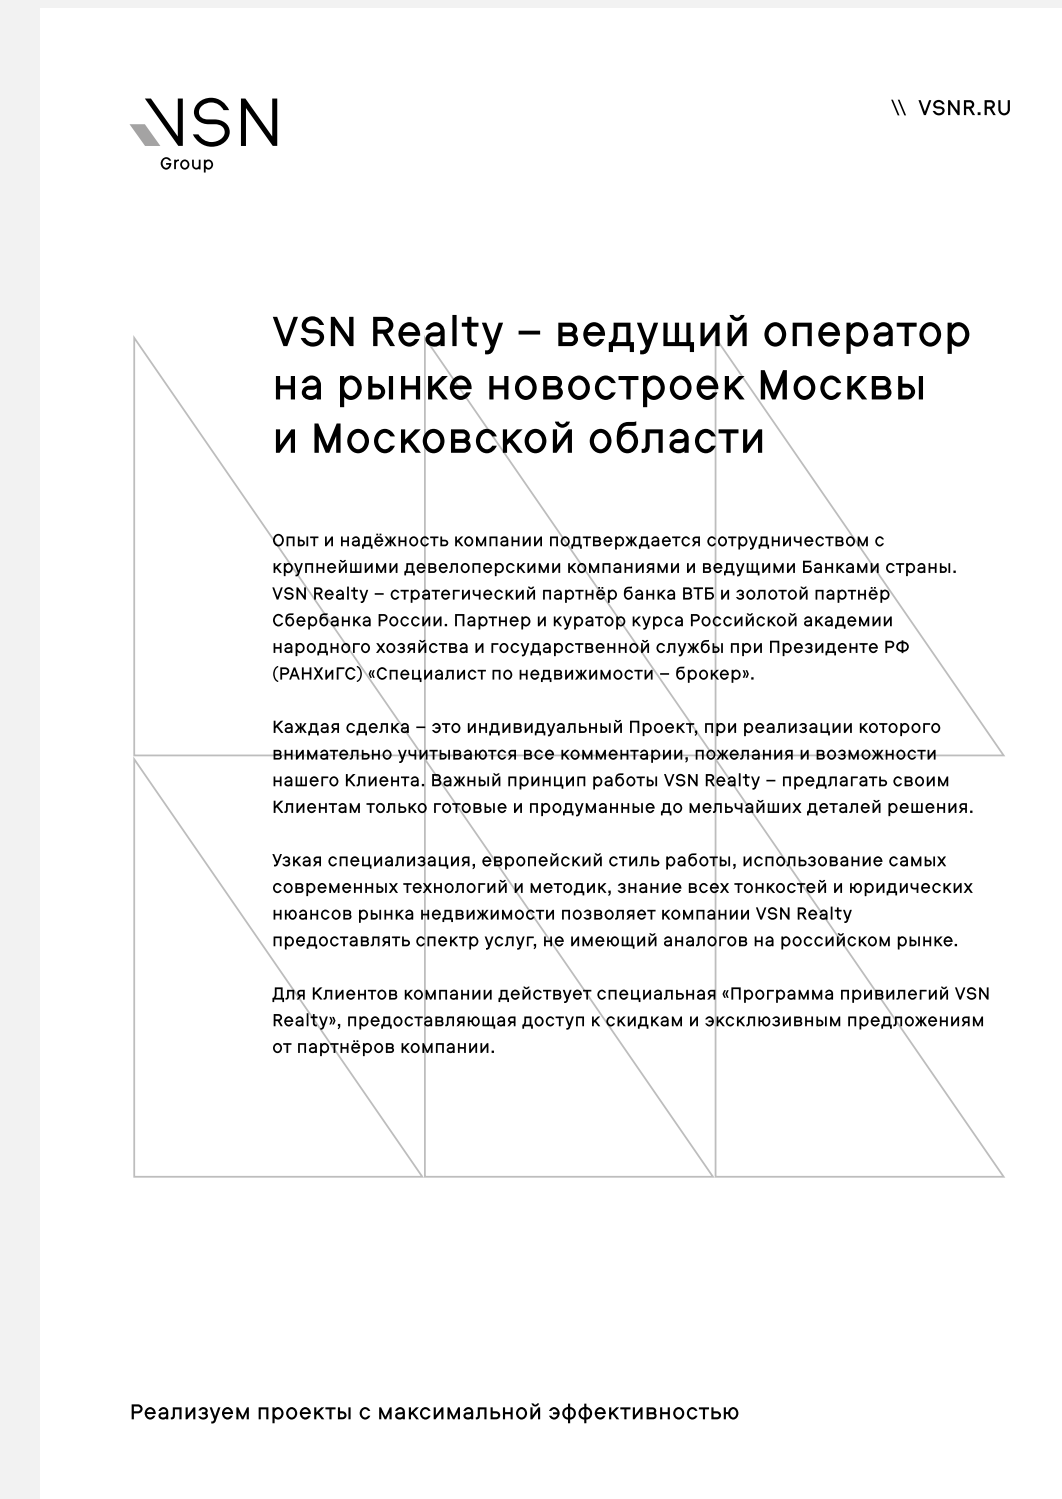 VSN
Group
\\ VSNR.RU
VSN Realty – ведущий оператор
на рынке новостроек Москвы
и Московской области
Опыт и надёжность компании подтверждается сотрудничеством с
крупнейшими девелоперскими компаниями и ведущими Банками страны.
VSN Realty – стратегический партнёр банка ВТБ и золотой партнёр
Сбербанка России. Партнер и куратор курса Российской академии
народного хозяйства и государственной службы при Президенте РФ
(РАНХиГС) «Специалист по недвижимости – брокер».
Каждая сделка – это индивидуальный Проект, при реализации которого
внимательно учитываются все комментарии, пожелания и возможности
нашего Клиента. Важный принцип работы VSN Realty – предлагать своим
Клиентам только готовые и продуманные до мельчайших деталей решения.
Узкая специализация, европейский стиль работы, использование самых
современных технологий и методик, знание всех тонкостей и юридических
нюансов рынка недвижимости позволяет компании VSN Realty
предоставлять спектр услуг, не имеющий аналогов на российском рынке.
Для Клиентов компании действует специальная «Программа привилегий VSN
Realty», предоставляющая доступ к скидкам и эксклюзивным предложениям
от партнёров компании.
Реализуем проекты с максимальной эффективностью